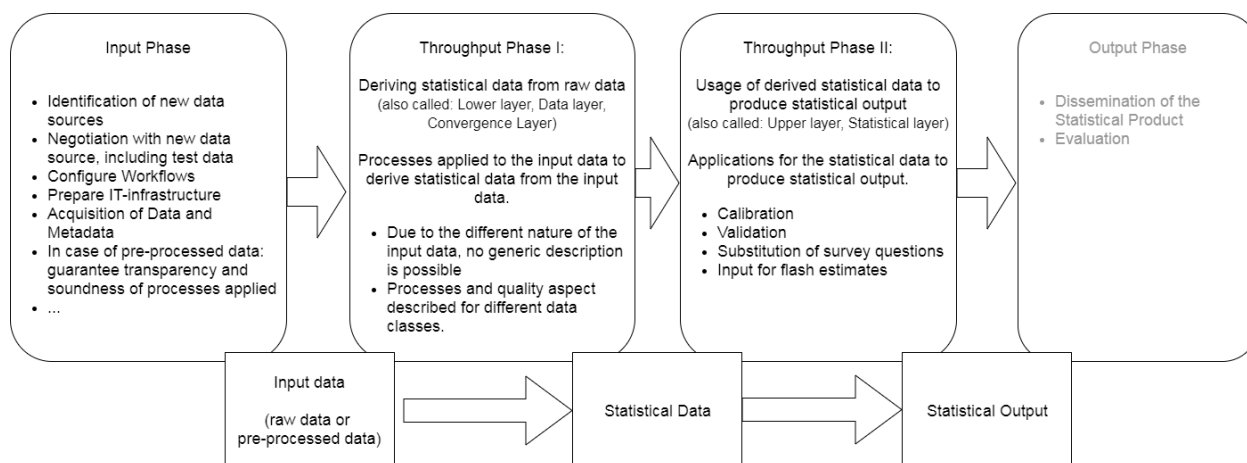 Input Phase
• Identification of new data
sources
• Negotiation with new data
source, including test data
• Configure Workflows
• Prepare IT-infrastructure
• Acquisition of Data and
Metadata
• In case of pre-processed data:
guarantee transparency and
soundness of processes applied
• ...
Throughput Phase I:
Deriving statistical data from raw data
(also called: Lower layer, Data layer,
Convergence Layer)
Processes applied to the input data to
derive statistical data from the input
data.
• Due to the different nature of the
input data, no generic description
is possible
• Processes and quality aspect
described for different data
classes.
Throughput Phase II:
Usage of derived statistical data to
produce statistical output
(also called: Upper layer, Statistical layer)
Applications for the statistical data to
produce statistical output.
• Calibration
• Validation
• Substitution of survey questions
• Input for flash estimates
Output Phase
• Dissemination of the
Statistical Product
• Evaluation
Input data
(raw data or
pre-processed data)
Statistical Data
Statistical Output